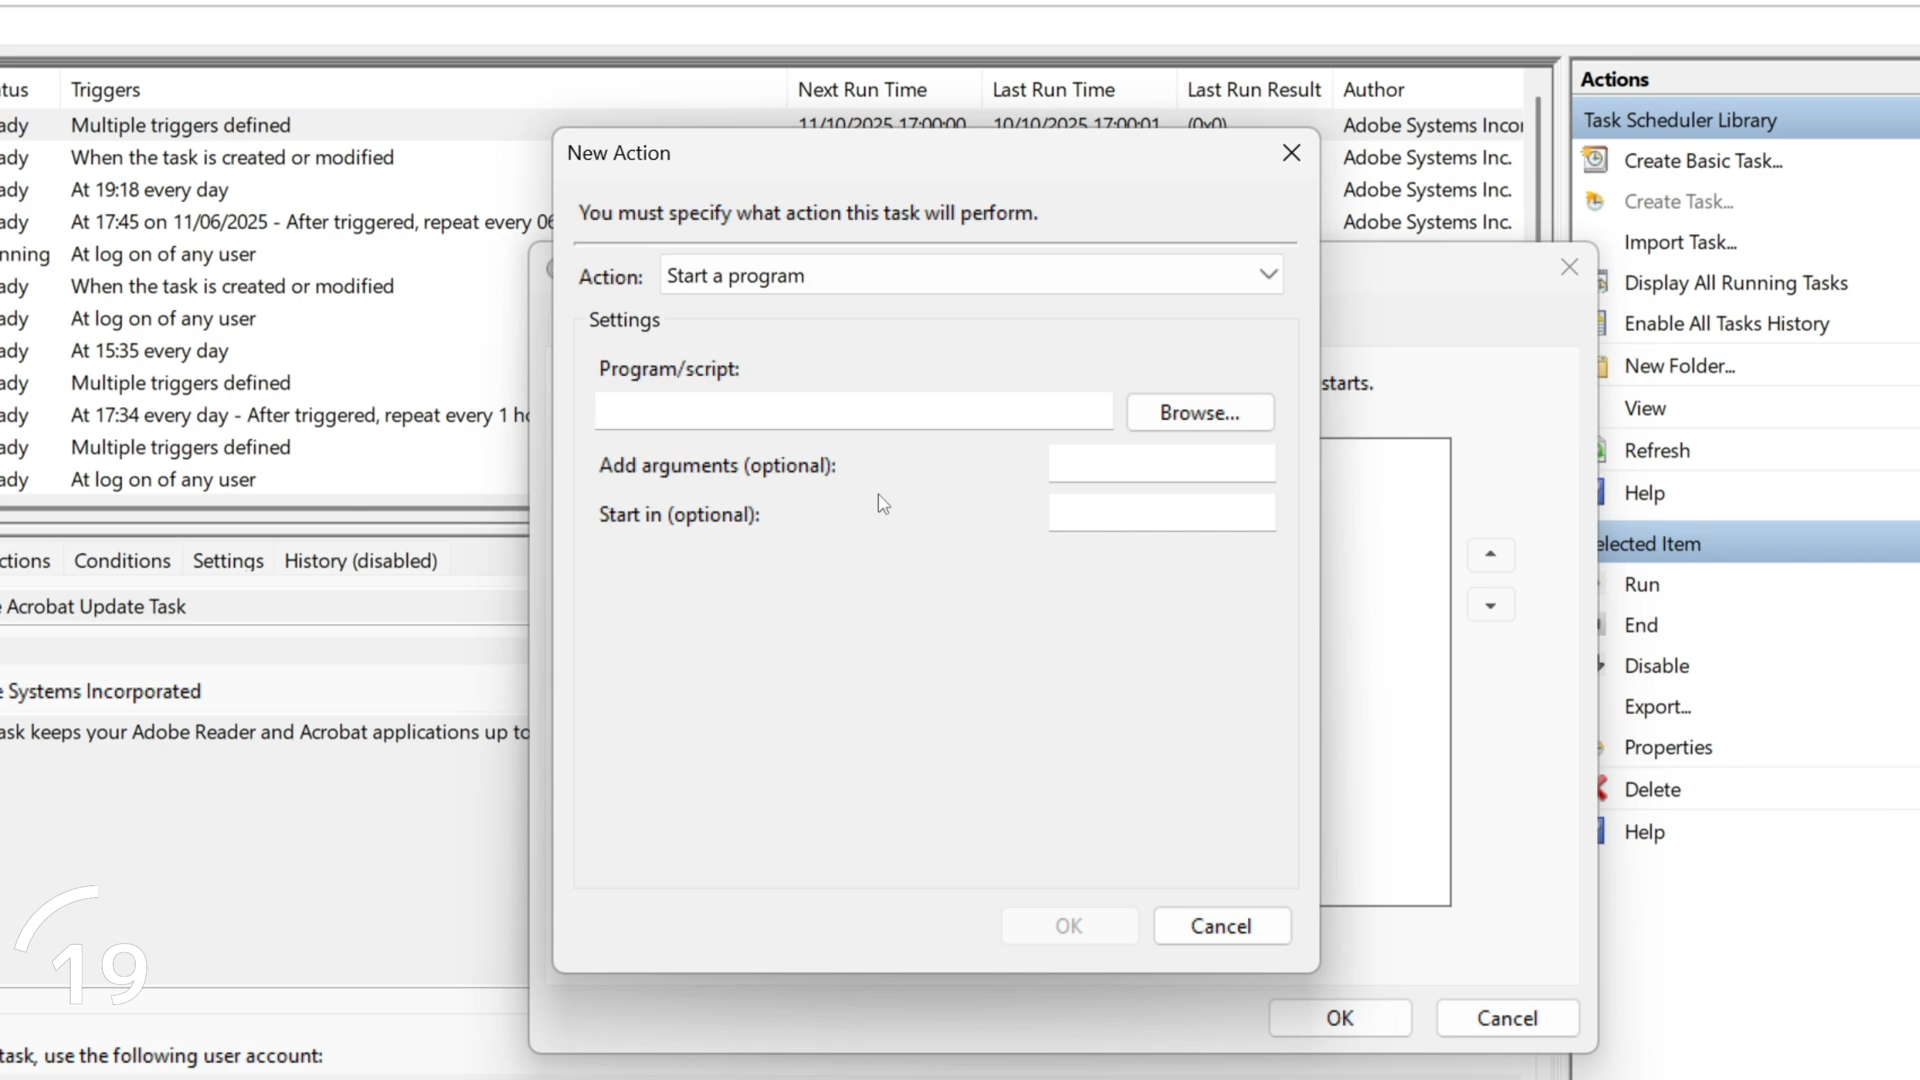 tus Triggers Next Run Time Last Run Time Last Run Result Author
ady Multiple triggers defined 11/10/2025 17:00:00 10/10/2025 17:00:01 (0x0) Adobe Systems Incor
ady When the task is created or modified Adobe Systems Inc.
ady At 19:18 every day Adobe Systems Inc.
ady At 17:45 on 11/06/2025 - After triggered, repeat every 06 Adobe Systems Inc.
nning At log on of any user
ady When the task is created or modified
ady At log on of any user
ady At 15:35 every day
ady Multiple triggers defined
ady At 17:34 every day - After triggered, repeat every 1 ho
ady Multiple triggers defined
ady At log on of any user
ctions Conditions Settings History (disabled)
e Acrobat Update Task
e Systems Incorporated
ask keeps your Adobe Reader and Acrobat applications up to
19
task, use the following user account:
New Action
You must specify what action this task will perform.
Action: Start a program
Settings
Program/script:
Browse...
Add arguments (optional):
Start in (optional):
OK Cancel
starts.
OK Cancel
Actions
Task Scheduler Library
Create Basic Task...
Create Task...
Import Task...
Display All Running Tasks
Enable All Tasks History
New Folder...
View
Refresh
Help
elected Item
Run
End
Disable
Export...
Properties
Delete
Help